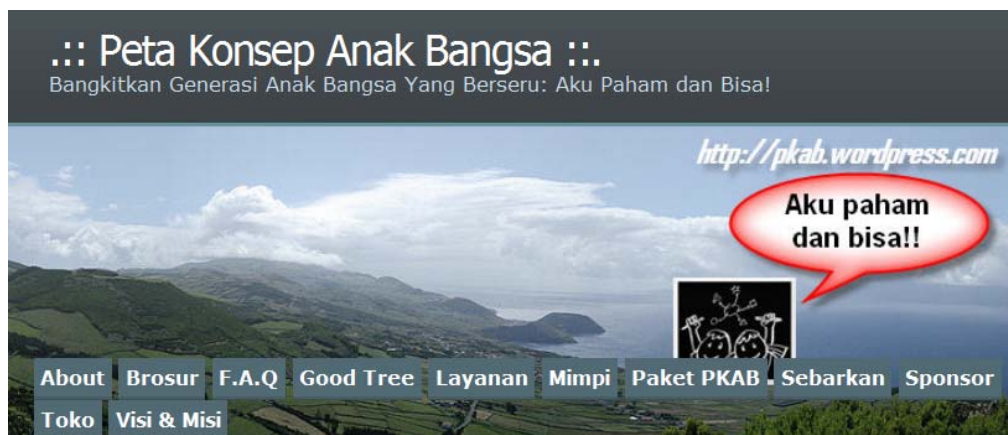 .:: Peta Konsep Anak Bangsa ::.
Bangkitkan Generasi Anak Bangsa Yang Berseru: Aku Paham dan Bisa!
http://pkab.wordpress.com
Aku paham
dan bisa!!
About Brosur F.A.Q Good Tree Layanan Mimpi Paket PKAB Sebarkan Sponsor
Toko Visi & Misi